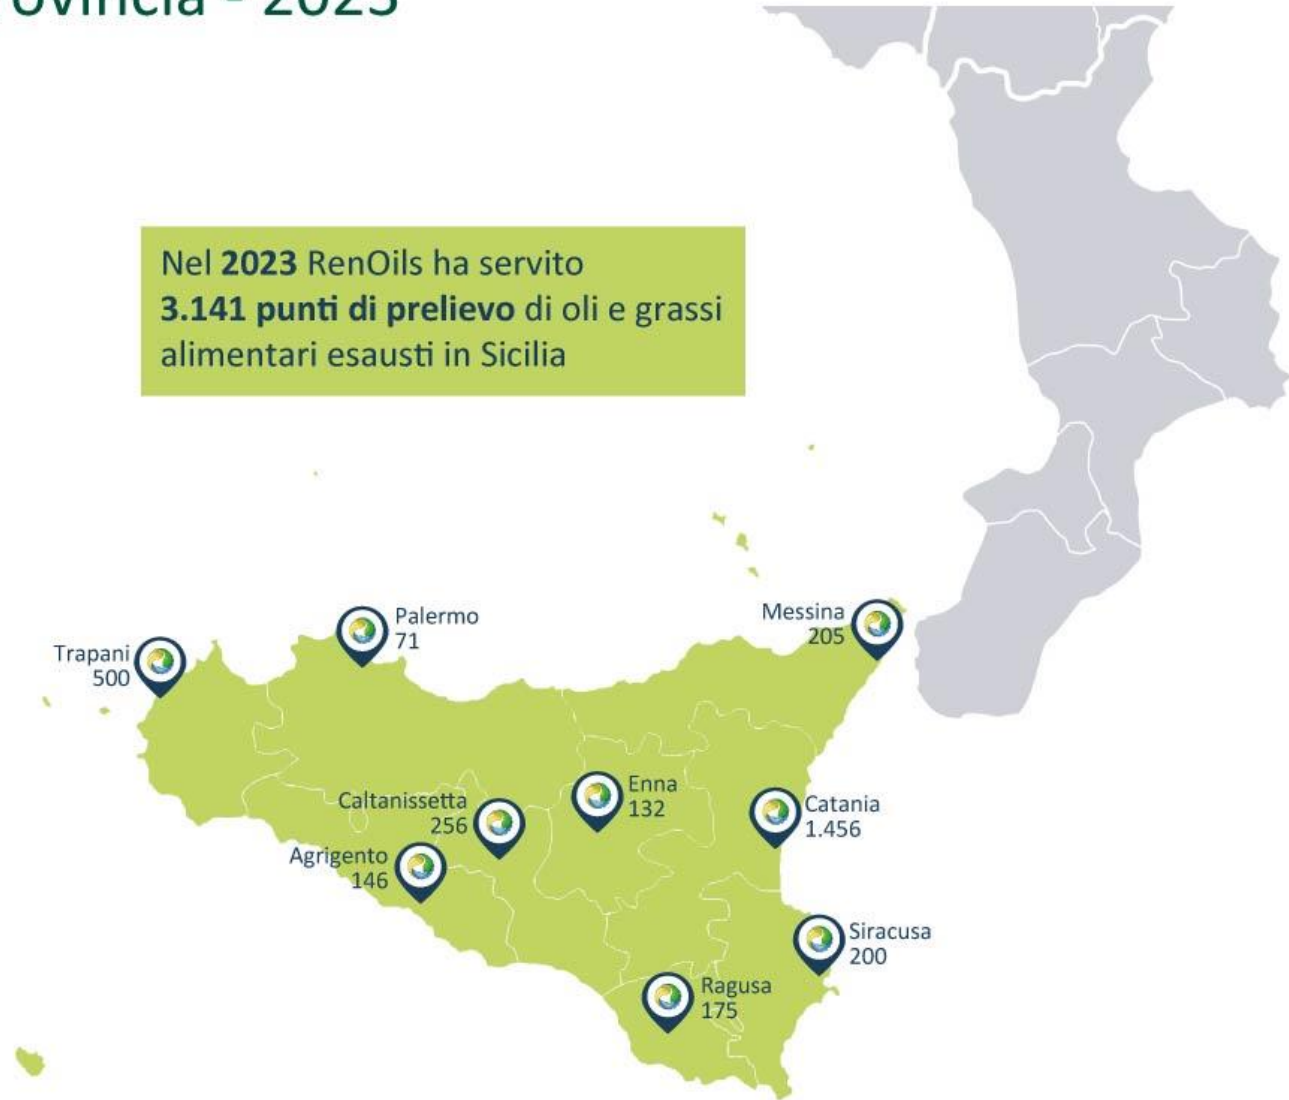 ovincia - 2023
Nel 2023 RenOils ha servito
3.141 punti di prelievo di oli e grassi
alimentari esausti in Sicilia
Palermo
71
Messina
205
Trapani
500
Enna
132
Caltanissetta
256
Catania
1.456
Agrigento
146
Siracusa
200
Ragusa
175